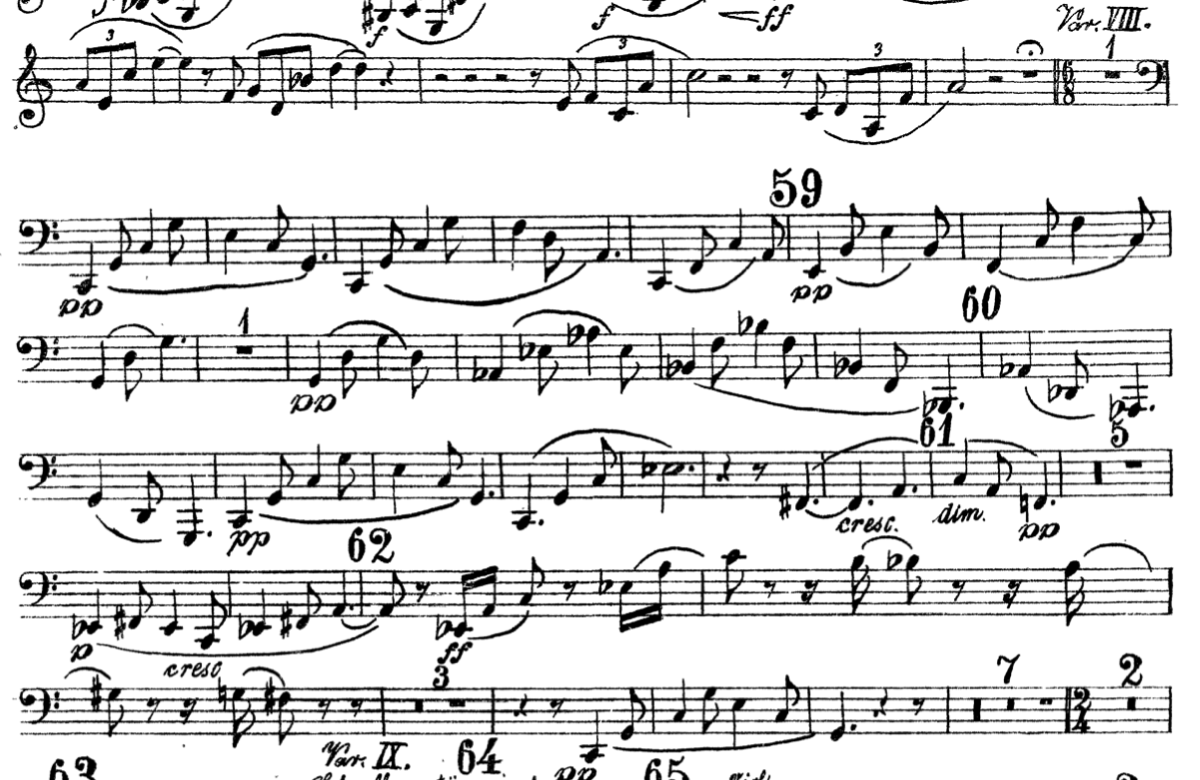 f f ff Var. VIII.
3 3 3 1
59
pp pp
60
1
pp
61 5
pp cresc. dim. pp
62
p cresc ff
3 7 2
Var. IX. 64 pp 65
63